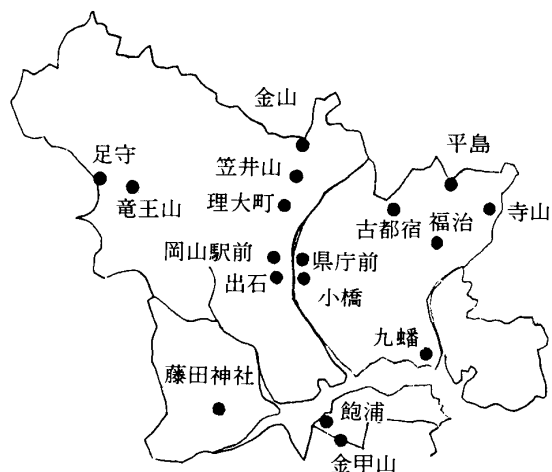 金山
足守
平島
笠井山
竜王山
理大町
寺山
古都宿
福治
岡山駅前
県庁前
出石
小橋
九蟠
藤田神社
飽浦
金甲山